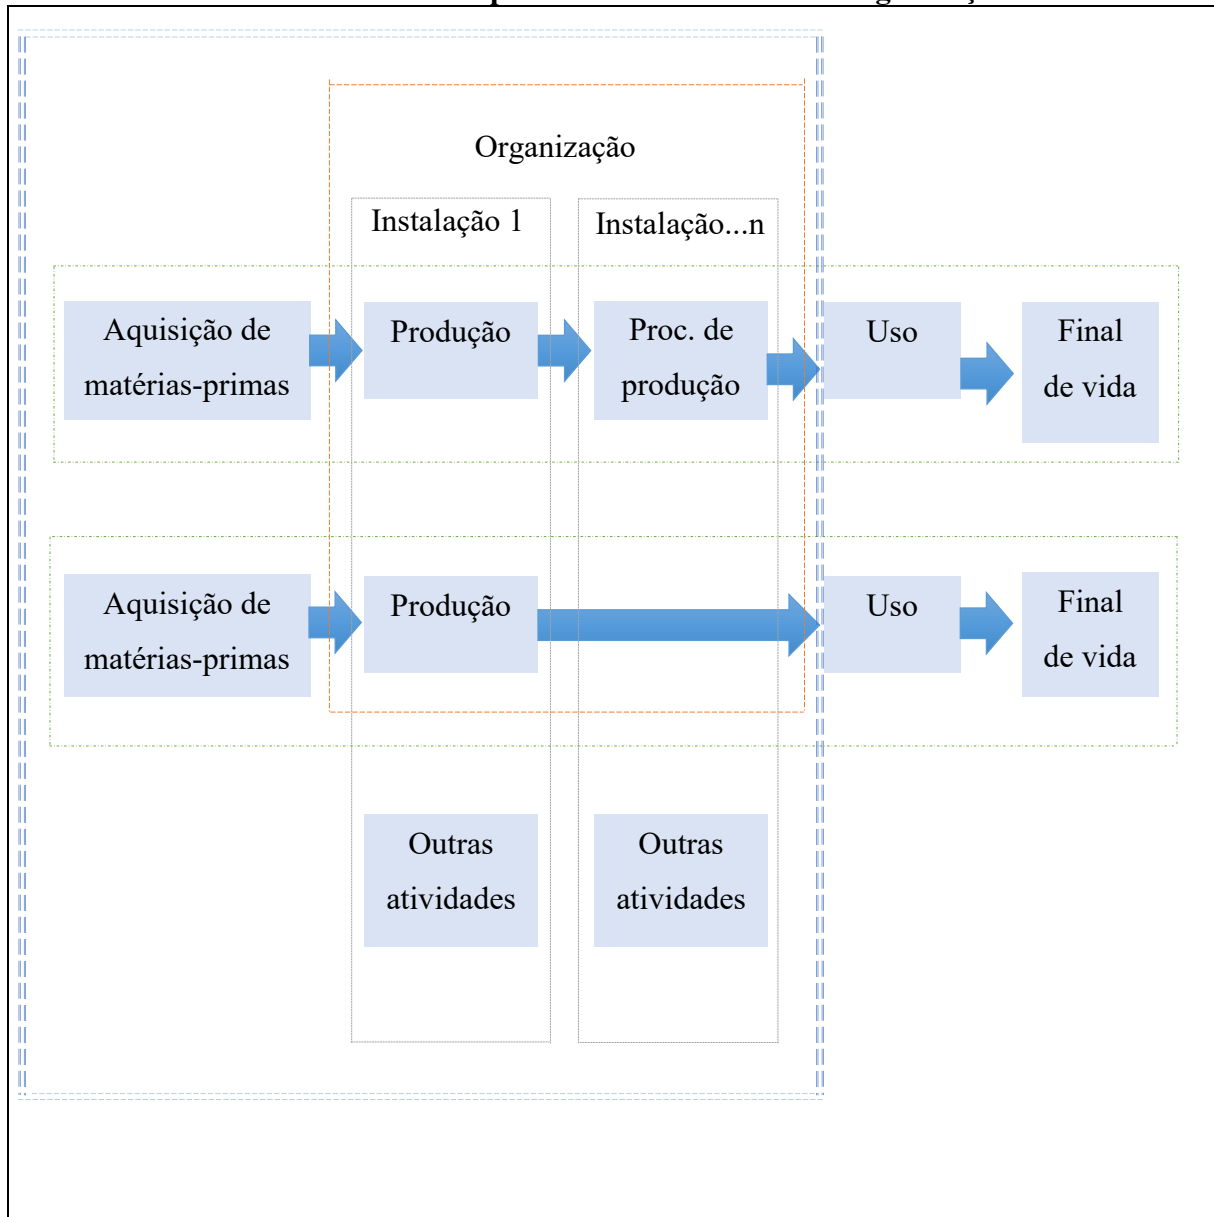 Organização
Instalação 1
Instalação...n
Aquisição de
matérias-primas
Produção
Proc. de
produção
Uso
Final
de vida
Aquisição de
matérias-primas
Produção
Uso
Final
de vida
Outras
atividades
Outras
atividades